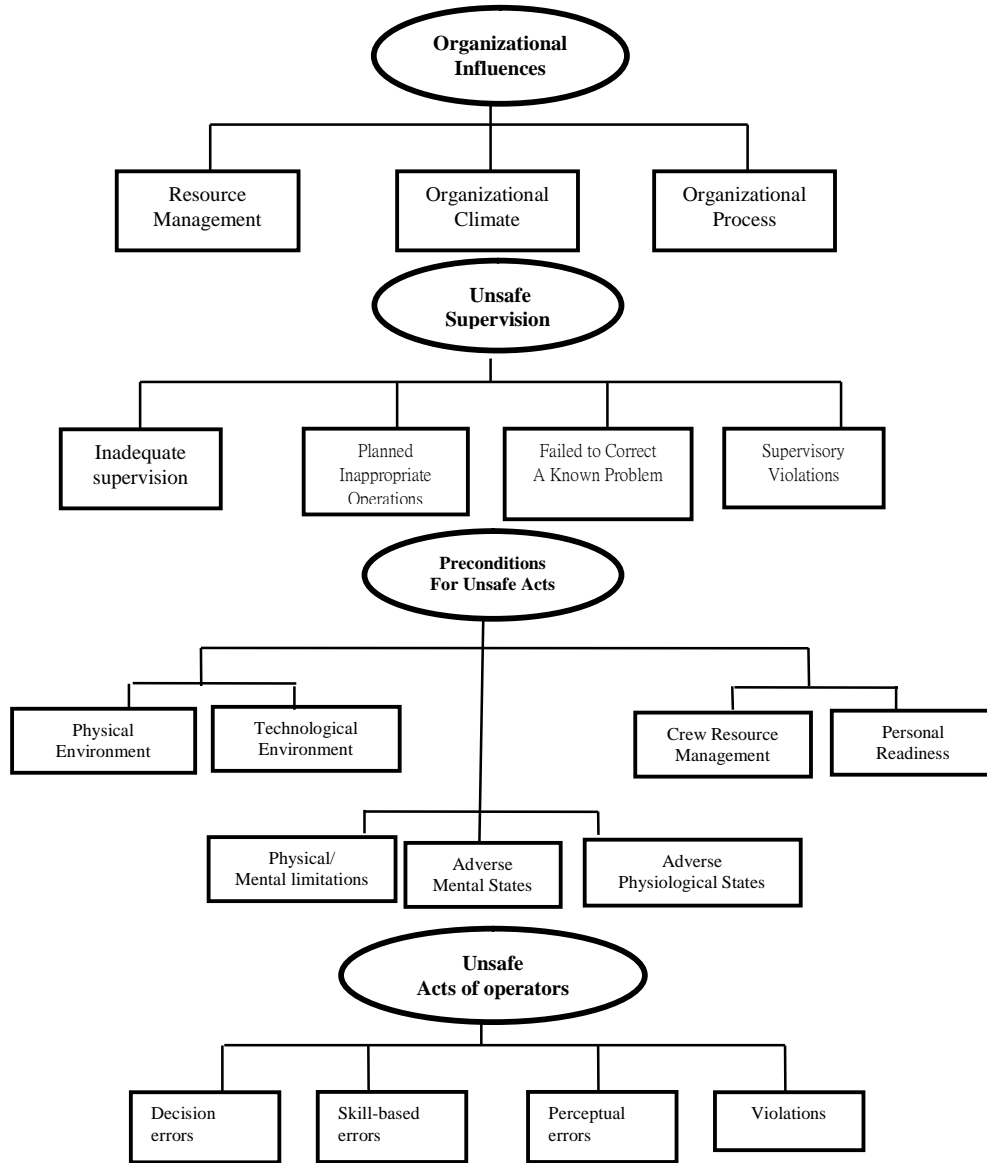 Organizational
Influences
Resource
Management
Organizational
Climate
Organizational
Process
Unsafe
Supervision
Inadequate
supervision
Planned
Inappropriate
Operations
Failed to Correct
A Known Problem
Supervisory
Violations
Preconditions
For Unsafe Acts
Physical
Environment
Technological
Environment
Crew Resource
Management
Personal
Readiness
Physical/
Mental limitations
Adverse
Mental States
Adverse
Physiological States
Unsafe
Acts of operators
Decision
errors
Skill-based
errors
Perceptual
errors
Violations